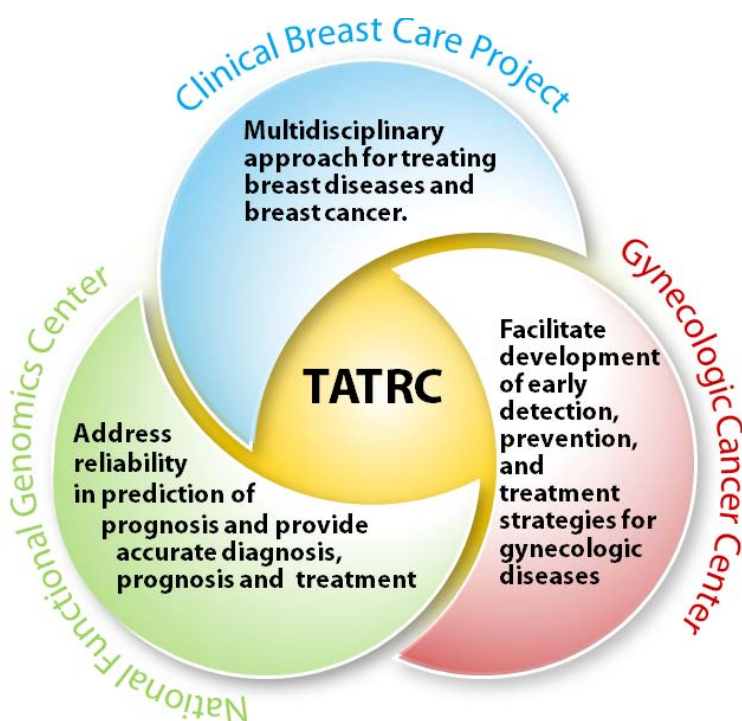 Clinical Breast Care Project
Multidisciplinary
approach for treating
breast diseases and
breast cancer.
Gynecologic Cancer Center
Facilitate
development
of early
detection,
prevention,
and
treatment
strategies for
gynecologic
diseases
TATRC
National Functional Genomics Center
Address
reliability
in prediction of
prognosis and provide
accurate diagnosis,
prognosis and treatment